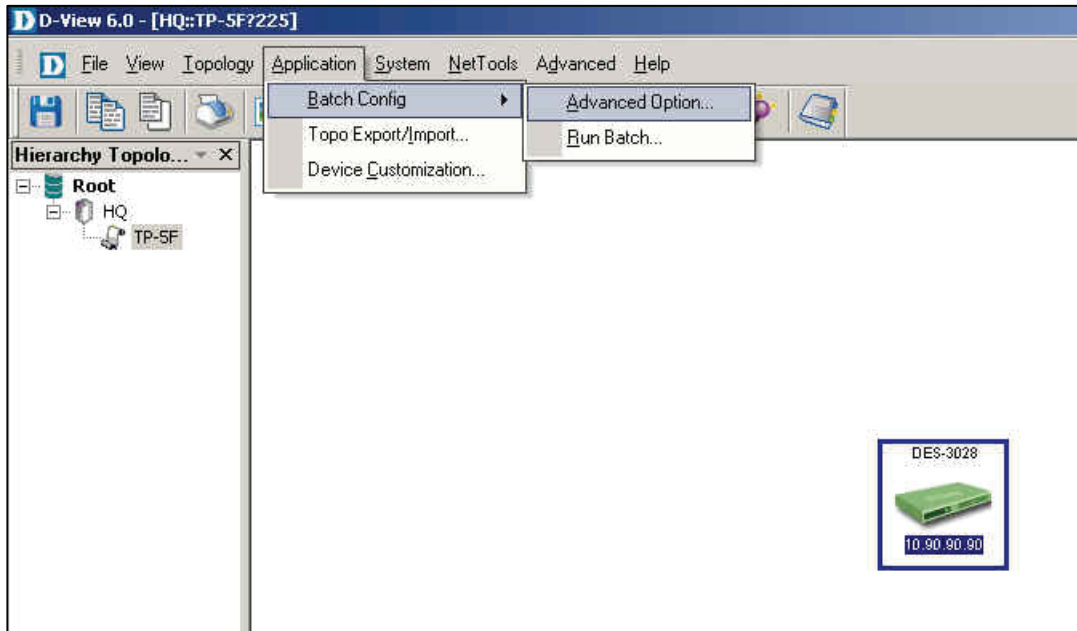 D-View 6.0 - [HQ::TP-5F?225]
File View Topology Application System NetTools Advanced Help
Batch Config
Advanced Option...
Topo Export/Import...
Run Batch...
Device Customization...
Hierarchy Topolo...
Root
HQ
TP-5F
DES-3028
10.90.90.90